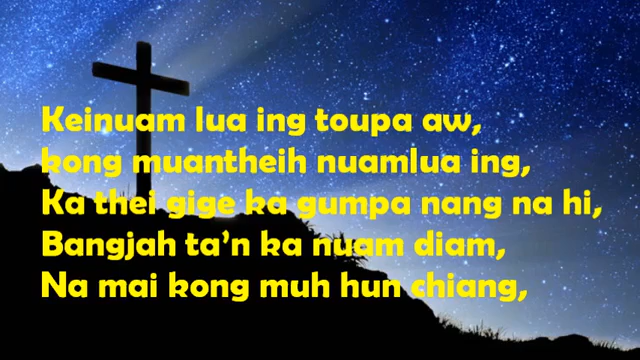 Keinuam lua ing toupa aw,
kong muantheih nuamlua ing,
Ka thei gige ka gumpa nang na hi,
Bangjah ta’n ka nuam diam,
Na mai kong muh hun chiang,